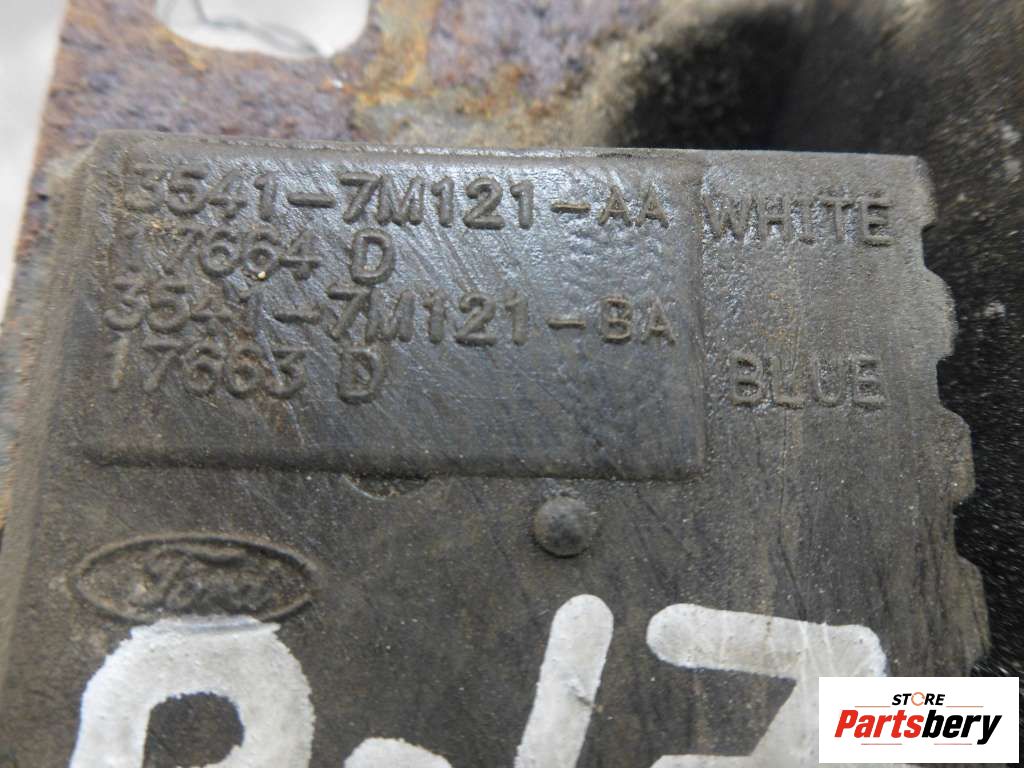 3541-7M121-AA WHITE
17664 D
3541-7M121-BA
17663 D BLUE
Ford
STORE
Partsbery